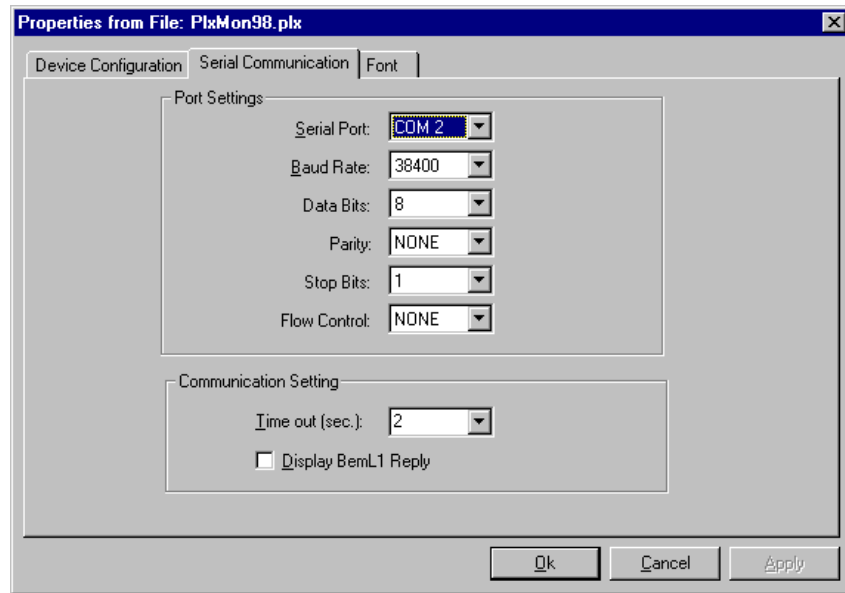 Properties from File: PlxMon98.plx
Device Configuration Serial Communication Font
Port Settings
Serial Port: COM 2
Baud Rate: 38400
Data Bits: 8
Parity: NONE
Stop Bits: 1
Flow Control: NONE
Communication Setting
Time out (sec.): 2
Display BemL1 Reply
Ok Cancel Apply